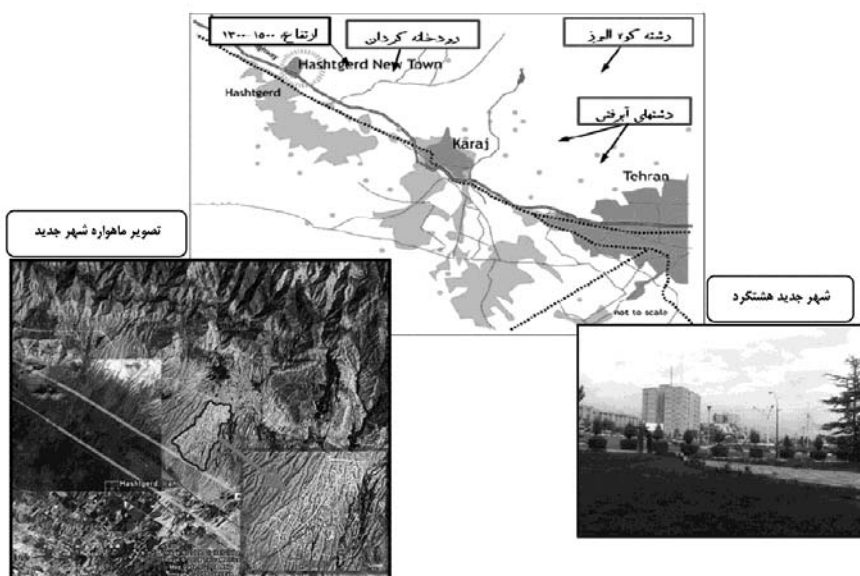 ارتفاع: ۱۵۰۰-۱۳۰۰
رودخانه کردان
رشته کوه البرز
Hashtgerd New Town
Hashtgerd
دشتهای آبرفتی
Karaj
Tehran
تصویر ماهواره شهر جدید
شهر جدید هشتگرد
not to scale
Hashtgerd, Iran